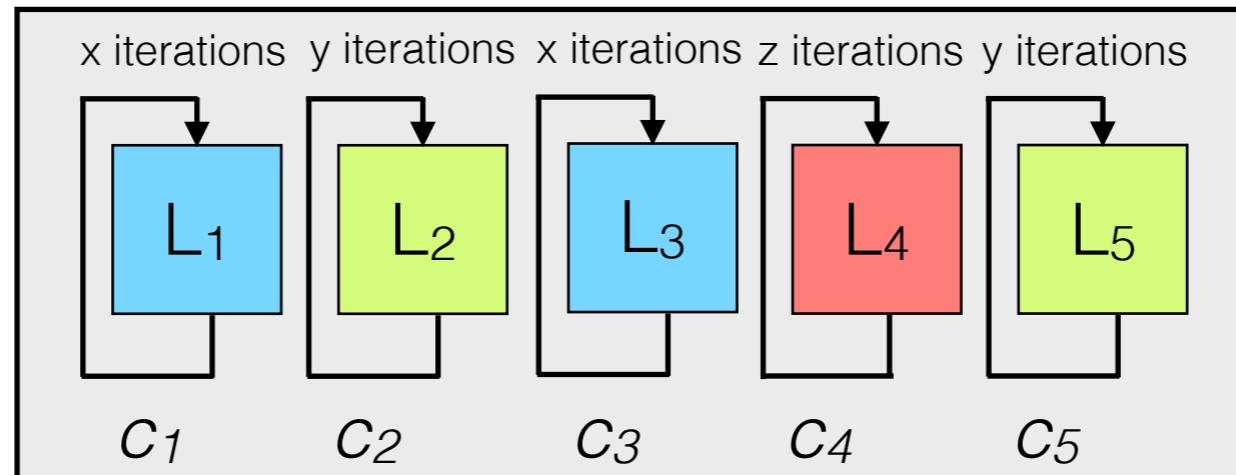 x iterations y iterations x iterations z iterations y iterations
L1 L2 L3 L4 L5
C1 C2 C3 C4 C5